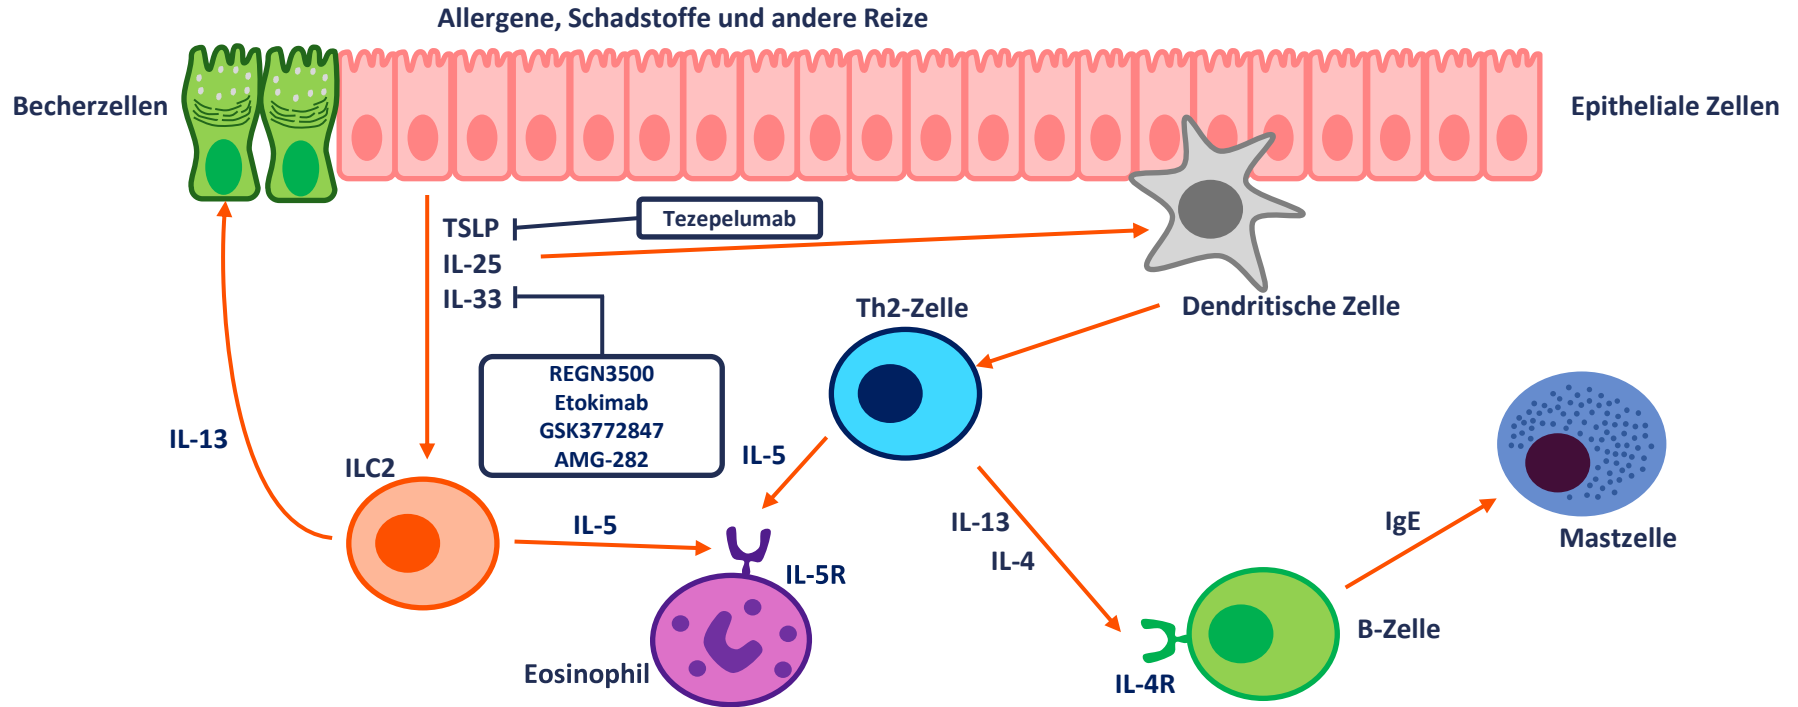 Allergene, Schadstoffe und andere Reize
Becherzellen
Epitheliale Zellen
TSLP
Tezepelumab
IL-25
IL-33
Dendritische Zelle
Th2-Zelle
REGN3500
Etokimab
GSK3772847
AMG-282
IL-13
IL-5
ILC2
IL-5
IL-13
IL-4
IgE
Mastzelle
IL-5R
Eosinophil
B-Zelle
IL-4R